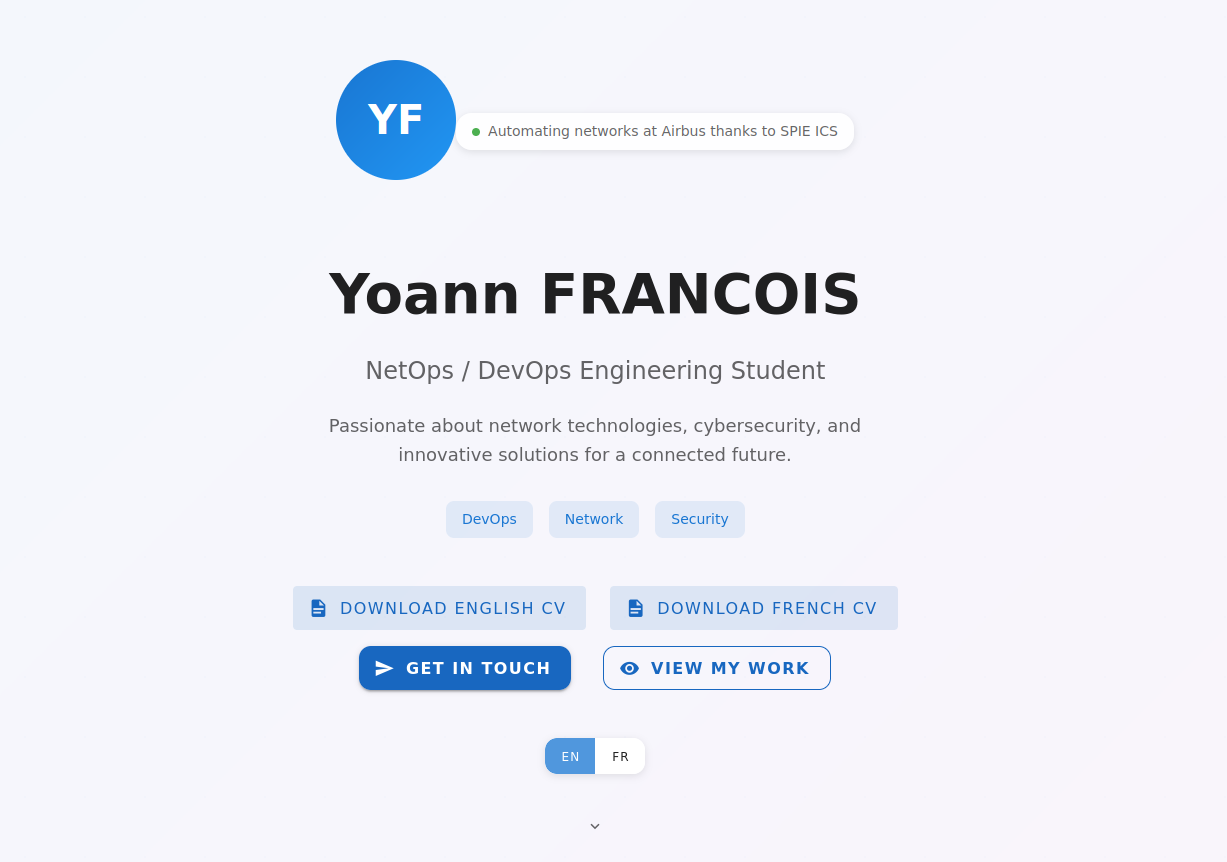 YF
Automating networks at Airbus thanks to SPIE ICS
Yoann FRANCOIS
NetOps / DevOps Engineering Student
Passionate about network technologies, cybersecurity, and
innovative solutions for a connected future.
DevOps Network Security
DOWNLOAD ENGLISH CV DOWNLOAD FRENCH CV
GET IN TOUCH VIEW MY WORK
EN FR